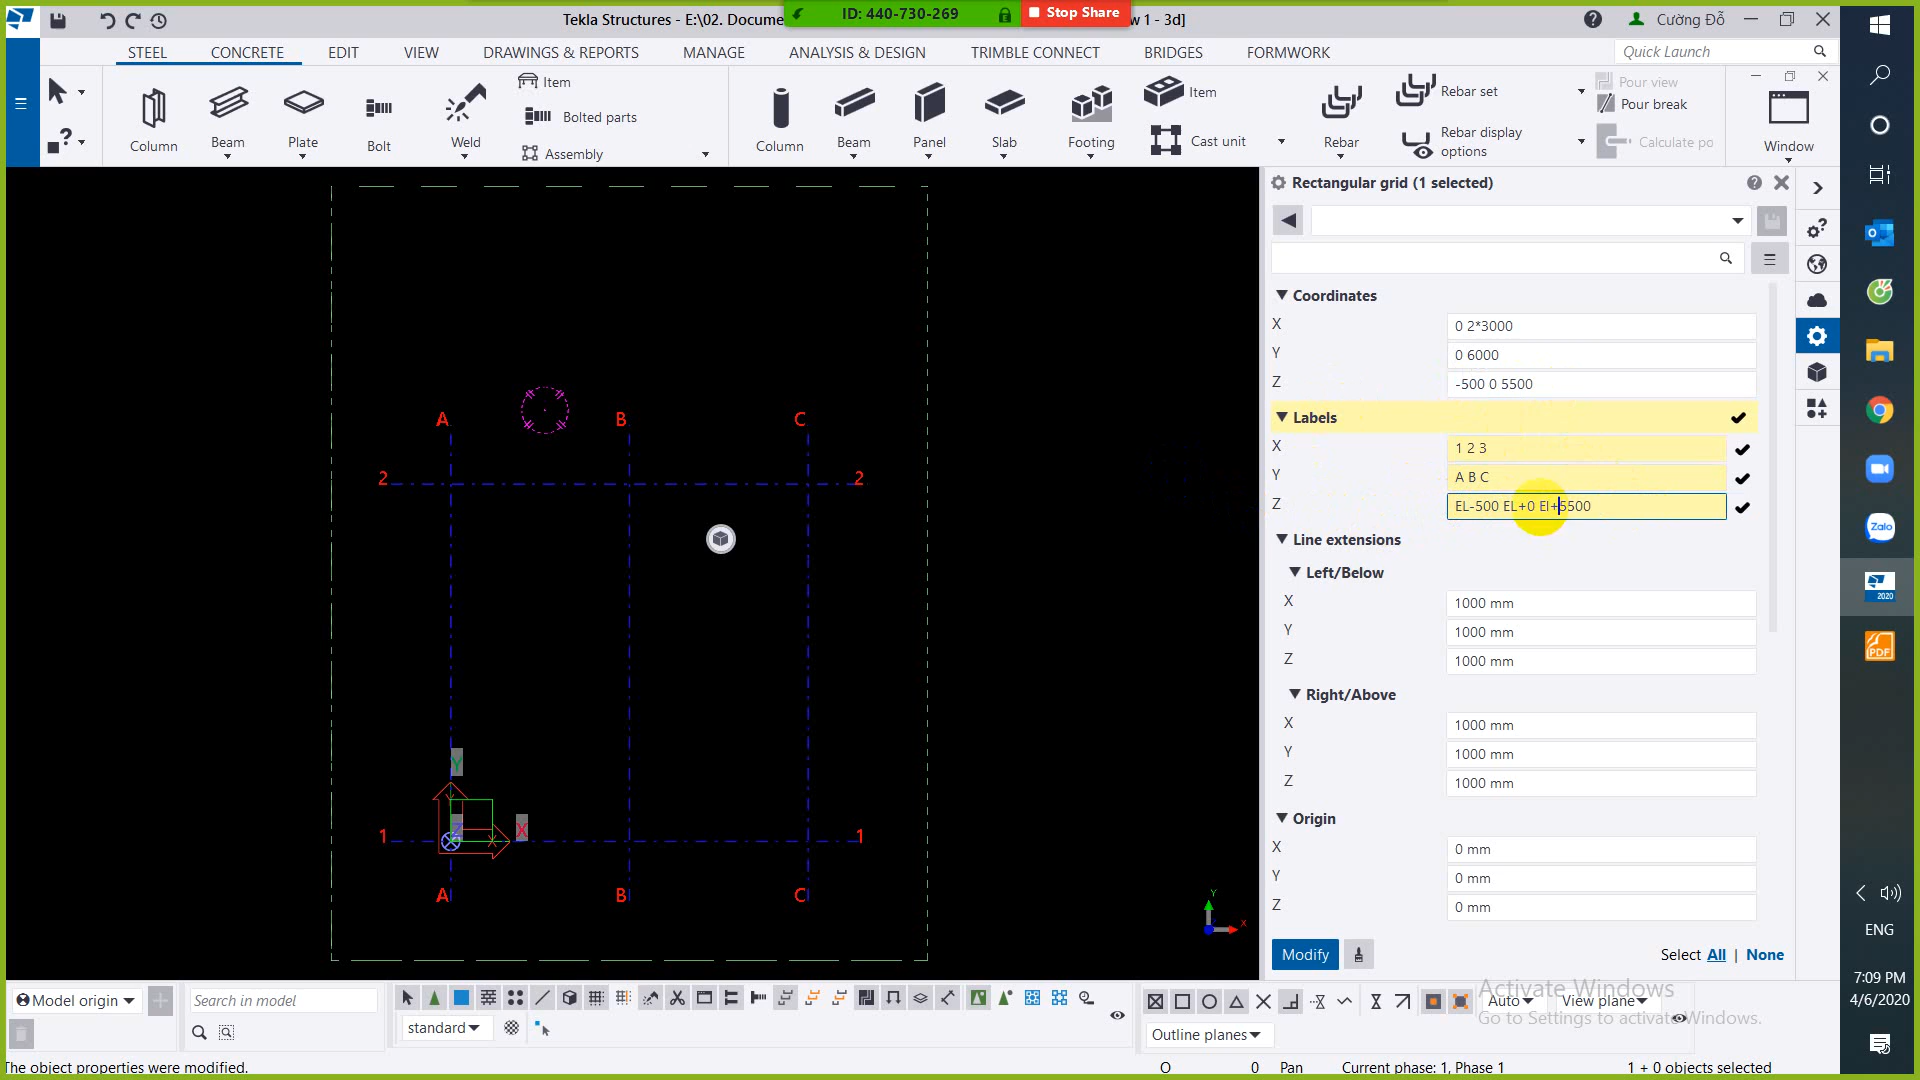 Tekla Structures - E:\02. Docume
ID: 440-730-269
Stop Share
w 1 - 3d]
Cường Đỗ
STEEL
CONCRETE
EDIT
VIEW
DRAWINGS & REPORTS
MANAGE
ANALYSIS & DESIGN
TRIMBLE CONNECT
BRIDGES
FORMWORK
Quick Launch
Column
Beam
Plate
Bolt
Weld
Item
Bolted parts
Assembly
Column
Beam
Panel
Slab
Footing
Item
Cast unit
Rebar
Rebar set
Rebar display
options
Pour view
Pour break
Calculate po
Window
Rectangular grid (1 selected)
Coordinates
X
0 2*3000
Y
0 6000
Z
-500 0 5500
Labels
X
1 2 3
Y
A B C
Z
EL-500 EL+0 El+5500
Line extensions
Left/Below
X
1000 mm
Y
1000 mm
Z
1000 mm
Right/Above
X
1000 mm
Y
1000 mm
Z
1000 mm
Origin
X
0 mm
Y
0 mm
Z
0 mm
Modify
Select All | None
A
B
C
2
2
Y
Z
X
1
1
A
B
C
Y
X
Model origin
Search in model
standard
Auto
View plane
Outline planes
Activate Windows
Go to Settings to activate Windows.
The object properties were modified.
O
0
Pan
Current phase: 1, Phase 1
1 + 0 objects selected
Zalo
2020
PDF
ENG
7:09 PM
4/6/2020